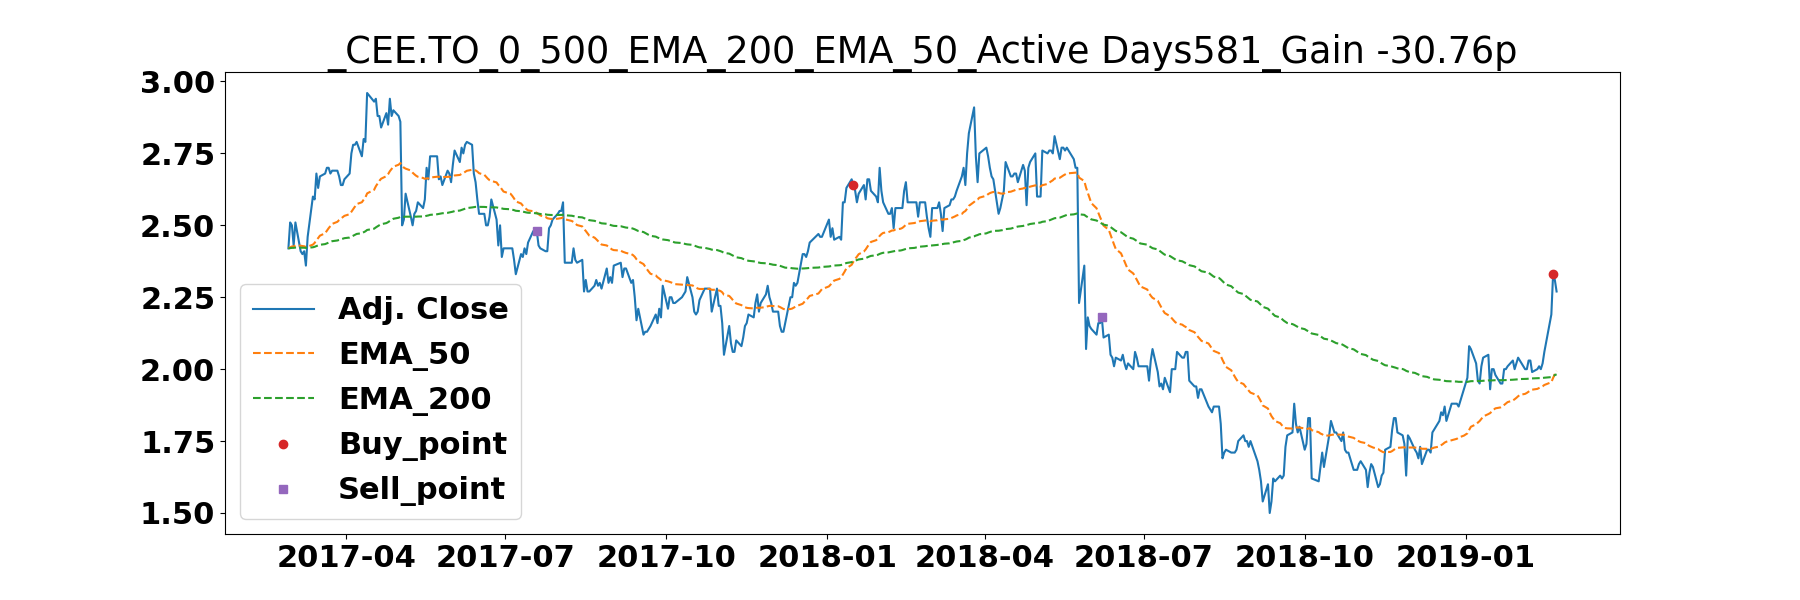 _CEE.TO_0_500_EMA_200_EMA_50_Active Days581_Gain -30.76p
3.00
2.75
2.50
2.25
2.00
1.75
1.50
Adj. Close
EMA_50
EMA_200
Buy_point
Sell_point
2017-04 2017-07 2017-10 2018-01 2018-04 2018-07 2018-10 2019-01